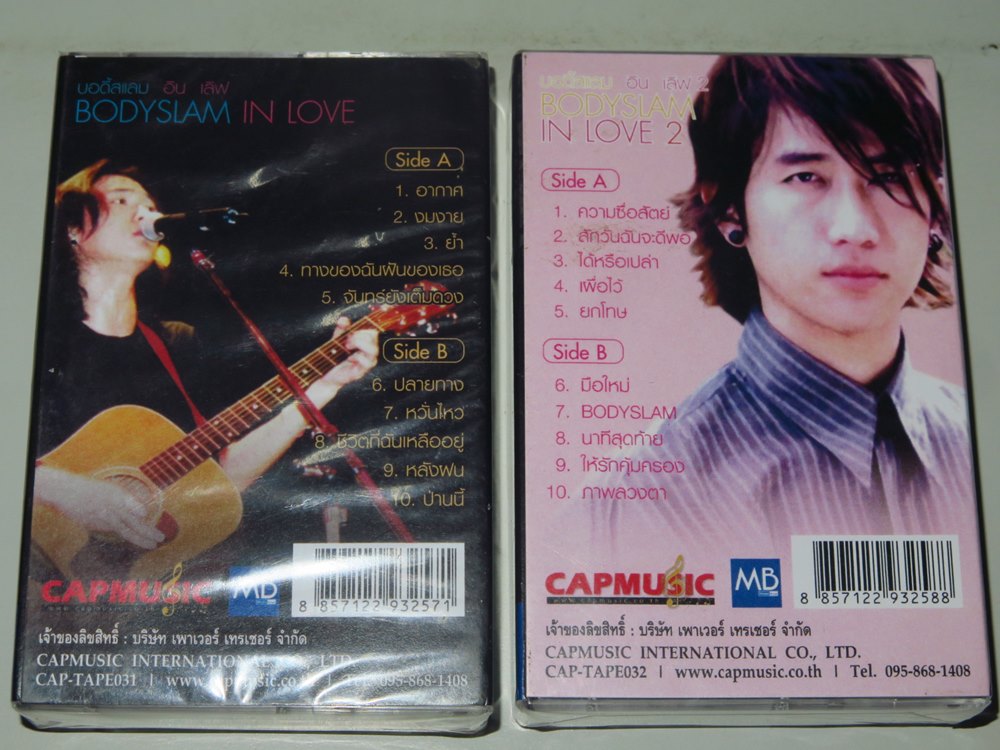 บอดี้สแลม อิน เลิฟ
BODYSLAM IN LOVE
Side A
1. อากาศ
2. งมงาย
3. ย้ำ
4. ทางของฉันฝันของเธอ
5. จันทร์ยังเต็มดวง
Side B
6. ปลายทาง
7. หวั่นไหว
8. ชีวิตที่ฉันเหลืออยู่
9. หลังฝน
10. ป่านนี้
CAPMUSIC
www.capmusic.co.th
MB
8 857122 932571
เจ้าของลิขสิทธิ์ : บริษัท เพาเวอร์ เทรเชอร์ จำกัด
CAPMUSIC INTERNATIONAL CO., LTD.
CAP-TAPE031 | www.capmusic.co.th | Tel. 095-868-1408
บอดี้สแลม อิน เลิฟ 2
BODYSLAM
IN LOVE 2
Side A
1. ความซื่อสัตย์
2. สักวันฉันจะดีพอ
3. ได้หรือเปล่า
4. เผื่อไว้
5. ยกโทษ
Side B
6. มือใหม่
7. BODYSLAM
8. นาทีสุดท้าย
9. ให้รักคุ้มครอง
10. ภาพลวงตา
CAPMUSIC
www.capmusic.co.th
MB
8 857122 932588
เจ้าของลิขสิทธิ์ : บริษัท เพาเวอร์ เทรเชอร์ จำกัด
CAPMUSIC INTERNATIONAL CO., LTD.
CAP-TAPE032 | www.capmusic.co.th | Tel. 095-868-1408